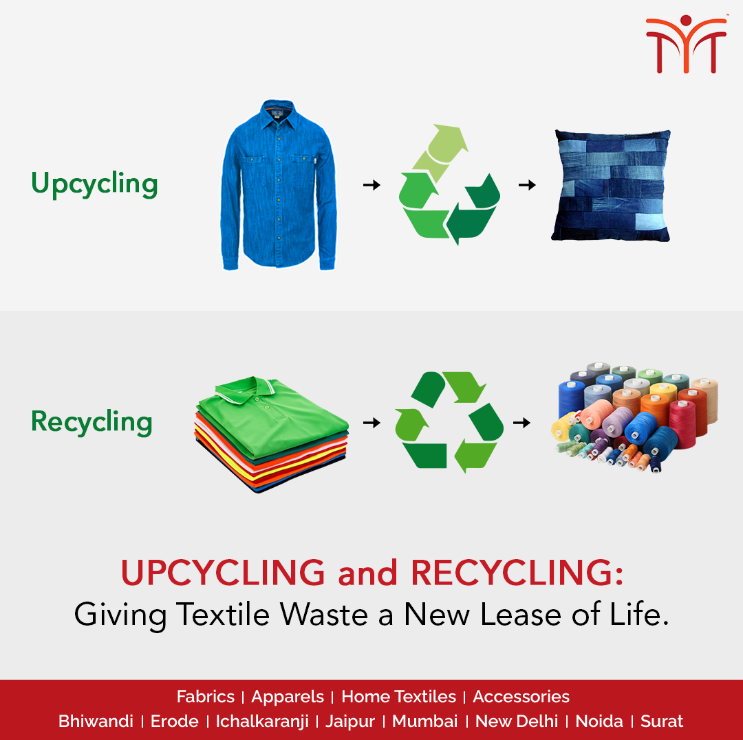 Upcycling
Recycling
UPCYCLING and RECYCLING:
Giving Textile Waste a New Lease of Life.
Fabrics | Apparels | Home Textiles | Accessories
Bhiwandi | Erode | Ichalkaranji | Jaipur | Mumbai | New Delhi | Noida | Surat